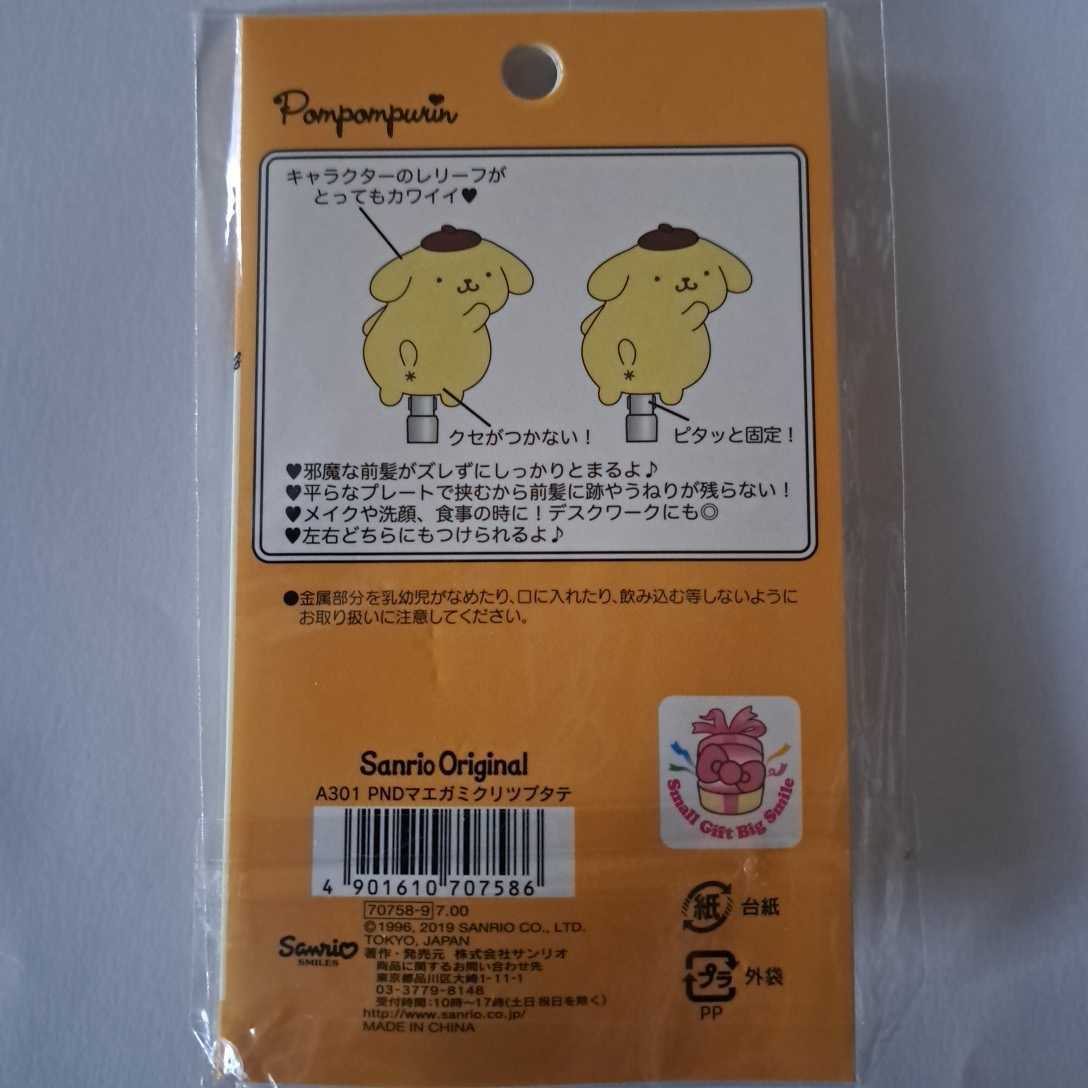 Pompompurin
キャラクターのレリーフが
とってもカワイイ♥
クセがつかない！
ピタッと固定！
♥邪魔な前髪がズレずにしっかりとまるよ♪
♥平らなプレートで挟むから前髪に跡やうねりが残らない！
♥メイクや洗顔、食事の時に！デスクワークにも◎
♥左右どちらにもつけられるよ♪
●金属部分を乳幼児がなめたり、口に入れたり、飲み込む等しないように
お取り扱いに注意してください。
Sanrio Original
A301 PNDマエガミクリツプタテ
Small Gift Big Smile
4 901610 707586
70758-9 7.00
©1996, 2019 SANRIO CO., LTD.
TOKYO, JAPAN
Sanrio
SMILES
著作・発売元 株式会社サンリオ
商品に関するお問い合わせ先
東京都品川区大崎1-11-1
03-3779-8148
受付時間:10時〜17時(土日祝日を除く)
http://www.sanrio.co.jp/
MADE IN CHINA
紙 台紙
プラ 外袋
PP